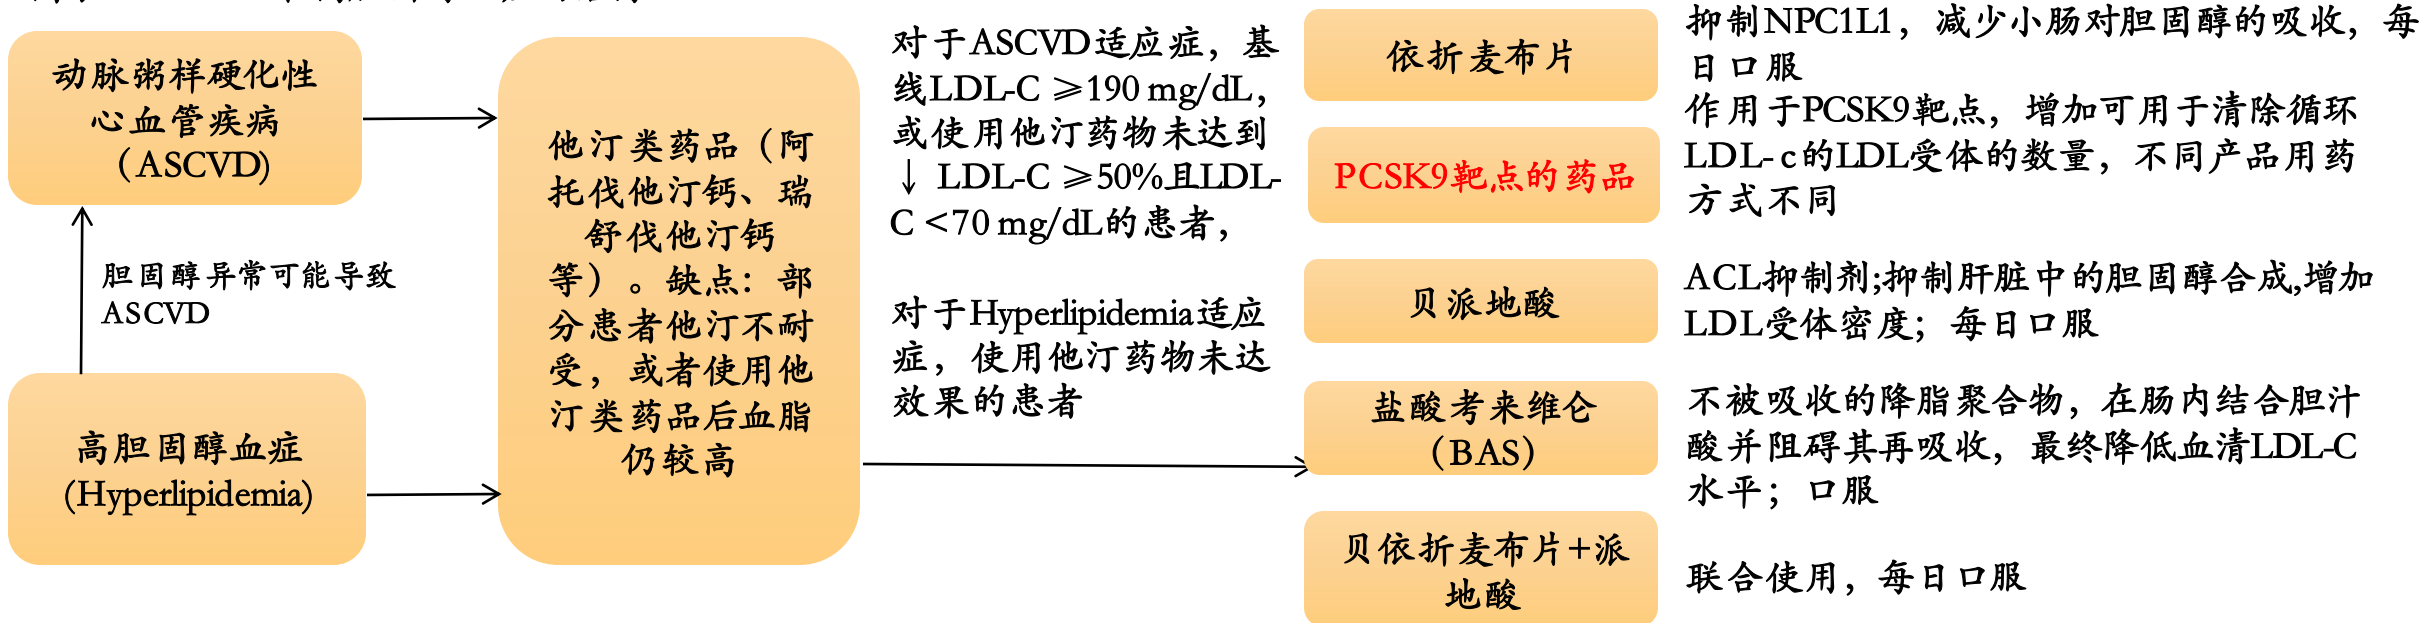 动脉粥样硬化性
心血管疾病
（ASCVD）
胆固醇异常可能导致
ASCVD
高胆固醇血症
(Hyperlipidemia)
他汀类药品（阿
托伐他汀钙、瑞
舒伐他汀钙
等）。缺点：部
分患者他汀不耐
受，或者使用他
汀类药品后血脂
仍较高
对于ASCVD适应症，基
线LDL-C ≥190 mg/dL，
或使用他汀药物未达到
↓ LDL-C ≥50%且LDL-
C <70 mg/dL的患者，
对于Hyperlipidemia适应
症，使用他汀药物未达
效果的患者
依折麦布片
抑制NPC1L1，减少小肠对胆固醇的吸收，每
日口服
PCSK9靶点的药品
作用于PCSK9靶点，增加可用于清除循环
LDL-c的LDL受体的数量，不同产品用药
方式不同
贝派地酸
ACL抑制剂;抑制肝脏中的胆固醇合成,增加
LDL受体密度；每日口服
盐酸考来维仑
（BAS）
不被吸收的降脂聚合物，在肠内结合胆汁
酸并阻碍其再吸收，最终降低血清LDL-C
水平；口服
贝依折麦布片+派
地酸
联合使用，每日口服